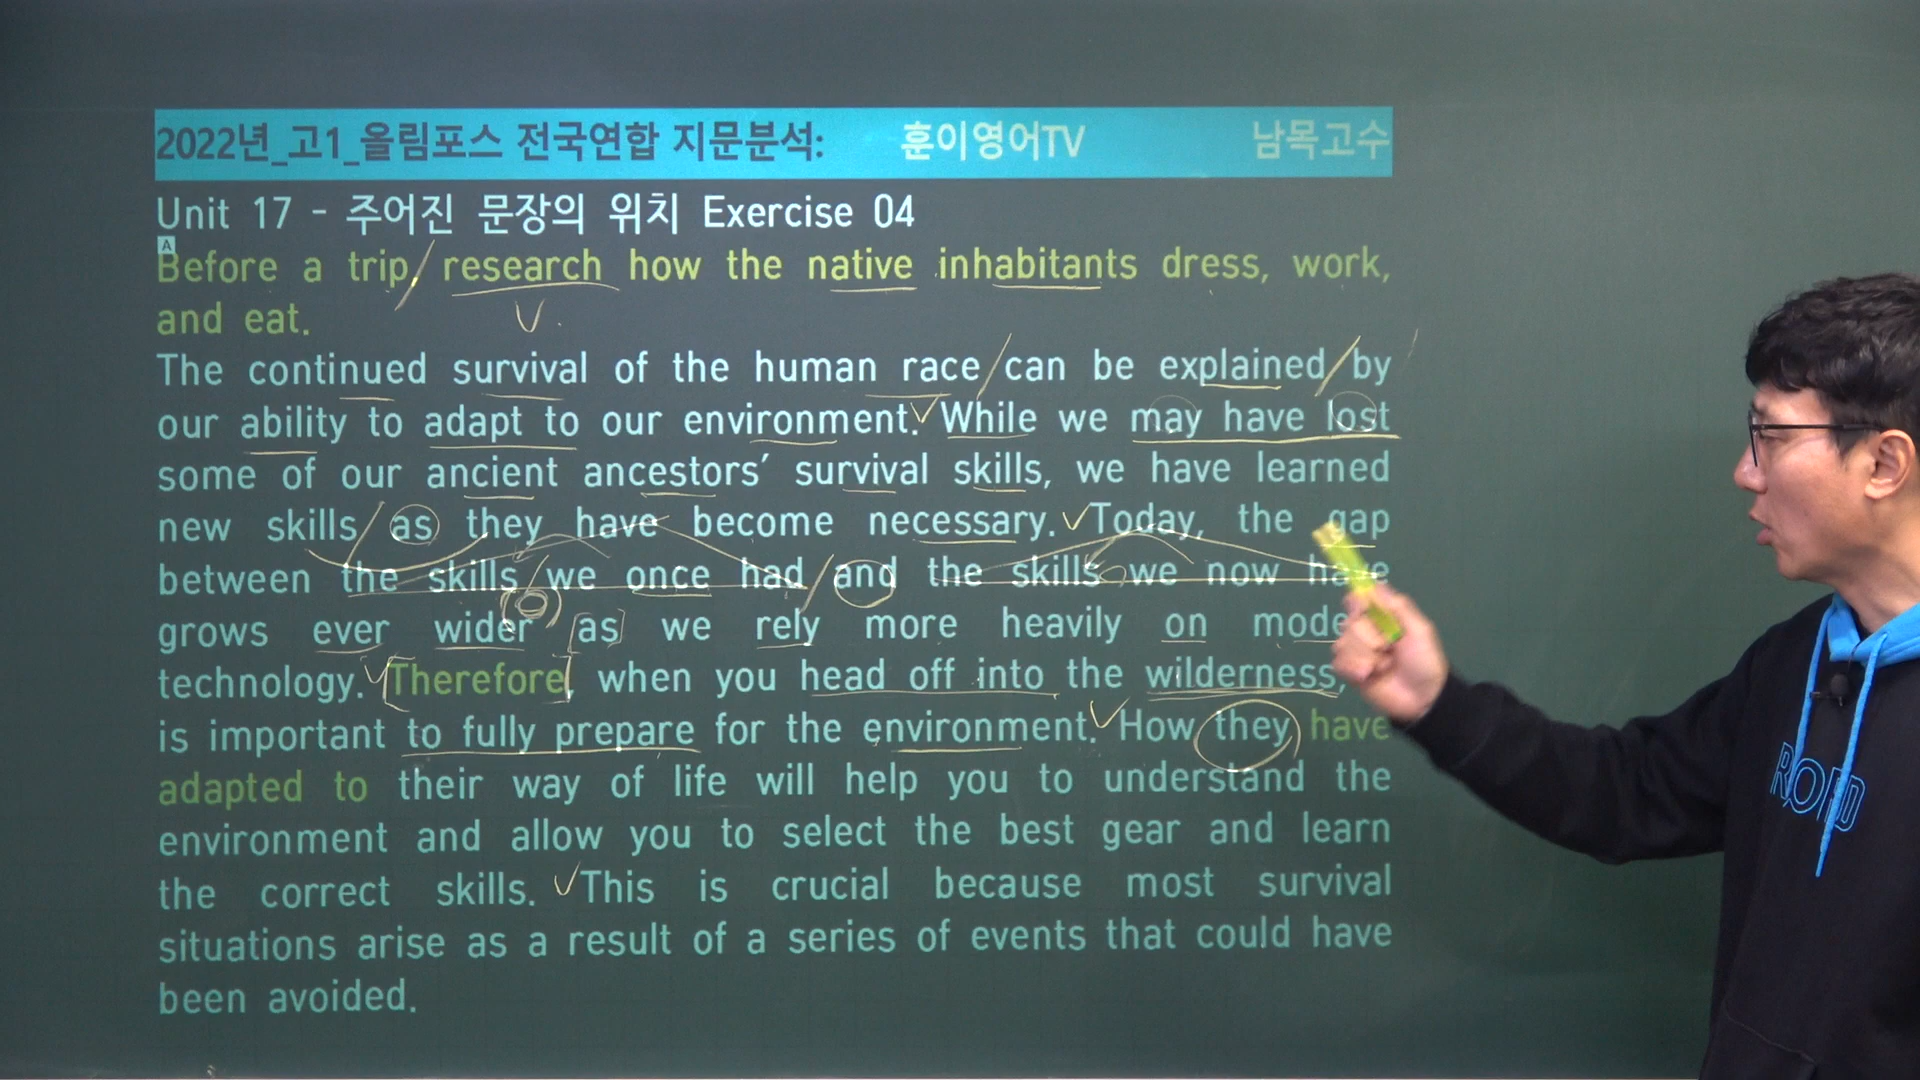 2022년_고1_올림포스 전국연합 지문분석: 훈이영어TV 남목고수
Unit 17 - 주어진 문장의 위치 Exercise 04
A
Before a trip, research how the native inhabitants dress, work,
and eat.
The continued survival of the human race can be explained by
our ability to adapt to our environment. While we may have lost
some of our ancient ancestors’ survival skills, we have learned
new skills as they have become necessary. Today, the gap
between the skills we once had and the skills we now have
grows ever wider as we rely more heavily on mode
technology. Therefore, when you head off into the wilderness,
is important to fully prepare for the environment. How they have
adapted to their way of life will help you to understand the
environment and allow you to select the best gear and learn
the correct skills. This is crucial because most survival
situations arise as a result of a series of events that could have
been avoided.